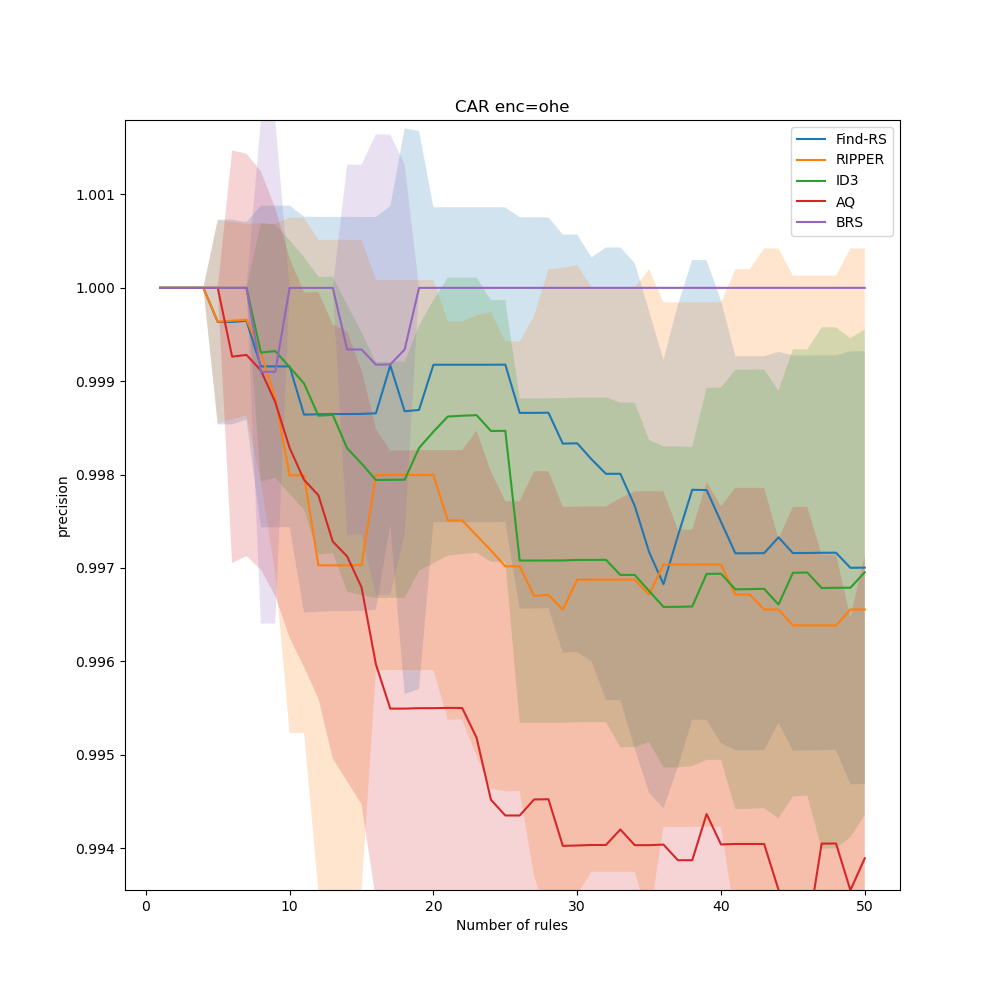 CAR enc=ohe
Find-RS
RIPPER
ID3
AQ
BRS
1.001
1.000
0.999
0.998
0.997
0.996
0.995
0.994
precision
0 10 20 30 40 50
Number of rules